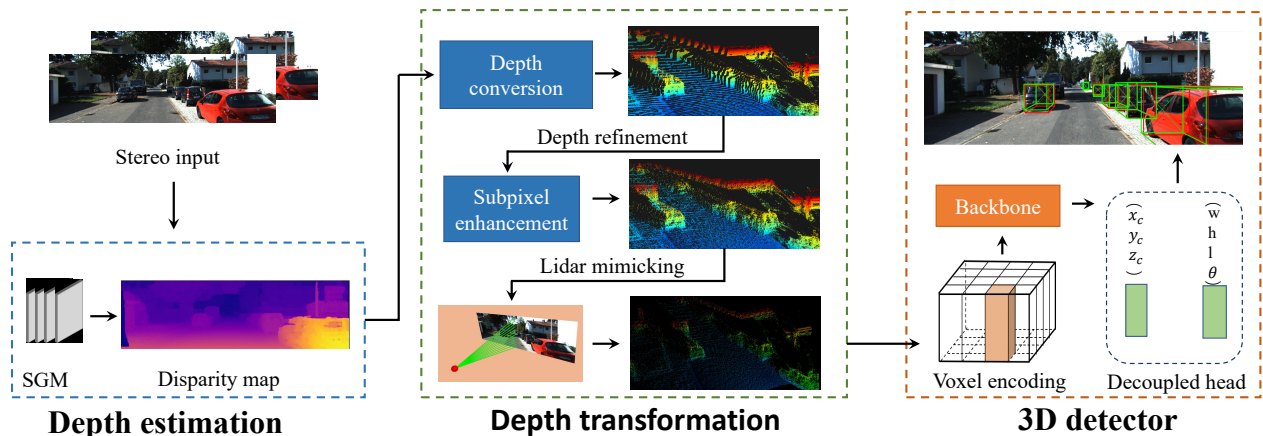 Stereo input
SGM
Disparity map
Depth estimation
Depth
conversion
Depth refinement
Subpixel
enhancement
Lidar mimicking
Depth transformation
Backbone
Voxel encoding
(x_c
y_c
z_c)
(w
h
l
θ)
Decoupled head
3D detector